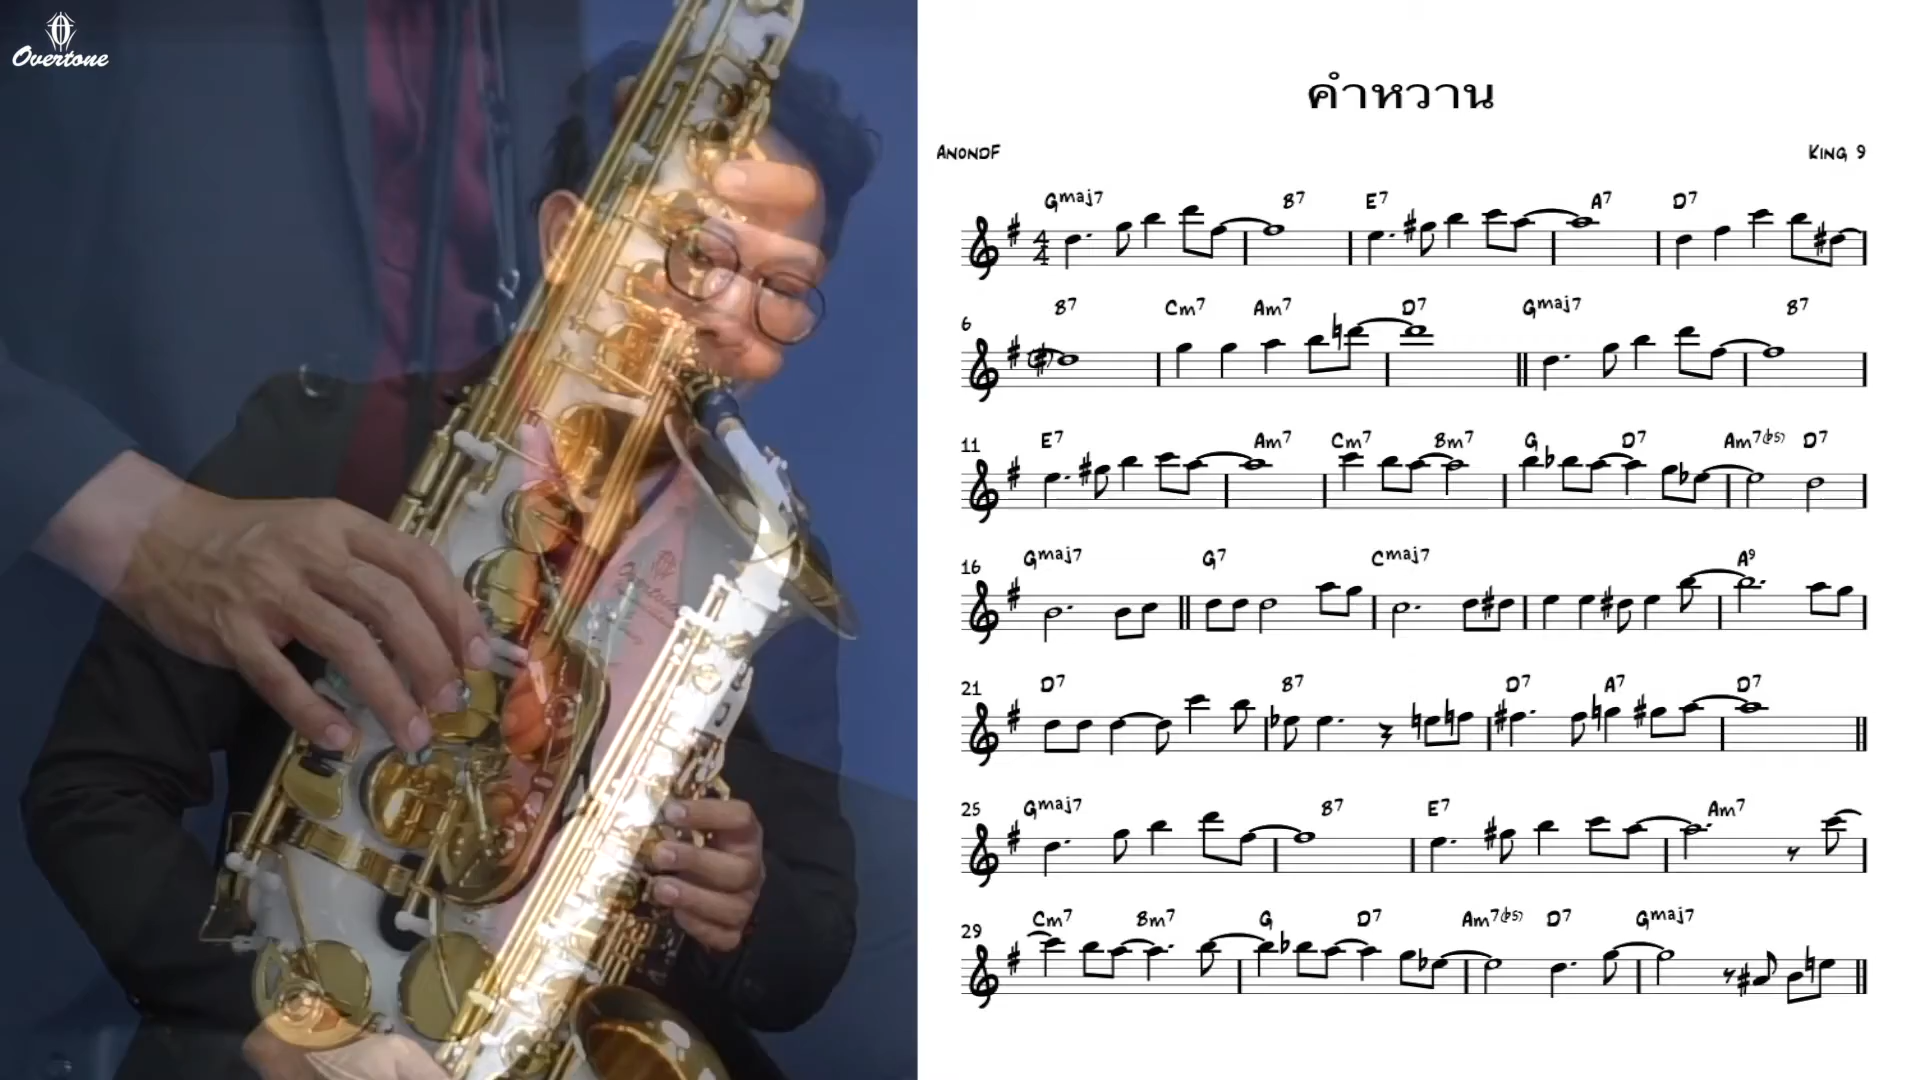 Overtone
คำหวาน
ANONDF KING 9
Gmaj7 B7 E7 A7 D7
4
4
6 B7 Cm7 Am7 D7 Gmaj7 B7
11 E7 Am7 Cm7 Bm7 G D7 Am7(b5) D7
16 Gmaj7 G7 Cmaj7 A9
21 D7 B7 D7 A7 D7
25 Gmaj7 B7 E7 Am7
29 Cm7 Bm7 G D7 Am7(b5) D7 Gmaj7